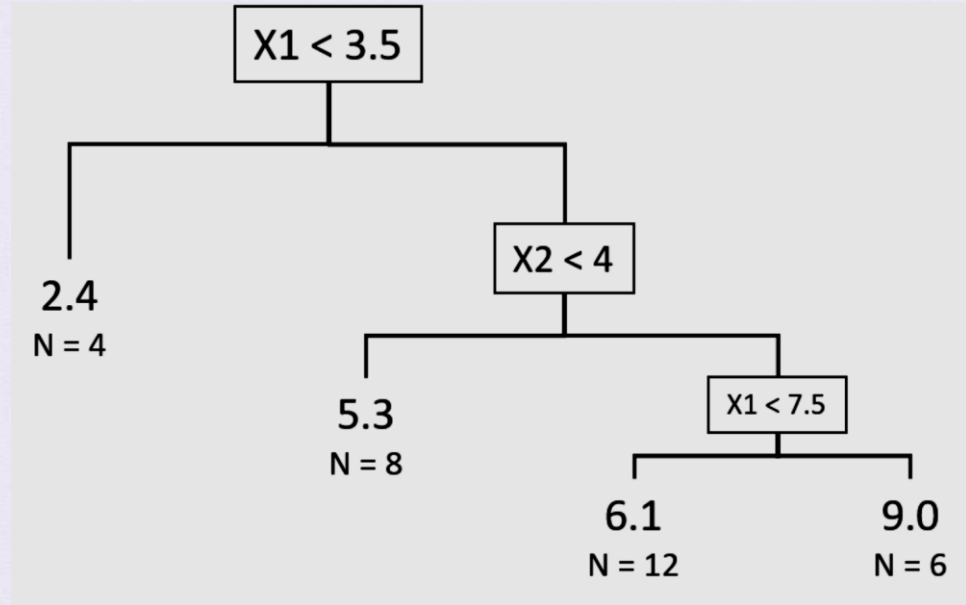 X1 < 3.5
X2 < 4
2.4
N = 4
X1 < 7.5
5.3
N = 8
6.1
9.0
N = 12
N = 6